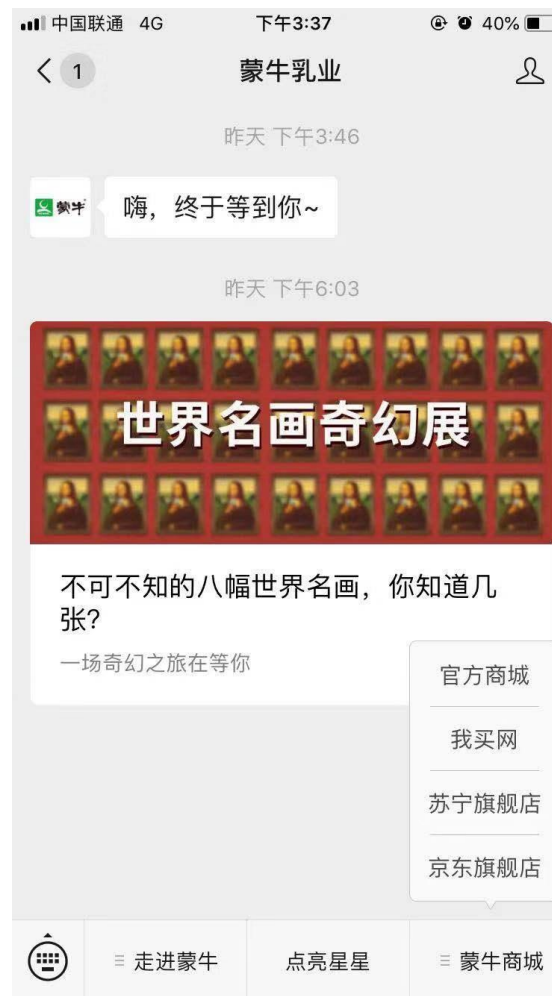 中国联通 4G 下午3:37 40%
1 蒙牛乳业
昨天 下午3:46
蒙牛 嗨，终于等到你~
昨天 下午6:03
世界名画奇幻展
不可不知的八幅世界名画，你知道几
张？
一场奇幻之旅在等你
官方商城
我买网
苏宁旗舰店
京东旗舰店
走进蒙牛 点亮星星 蒙牛商城